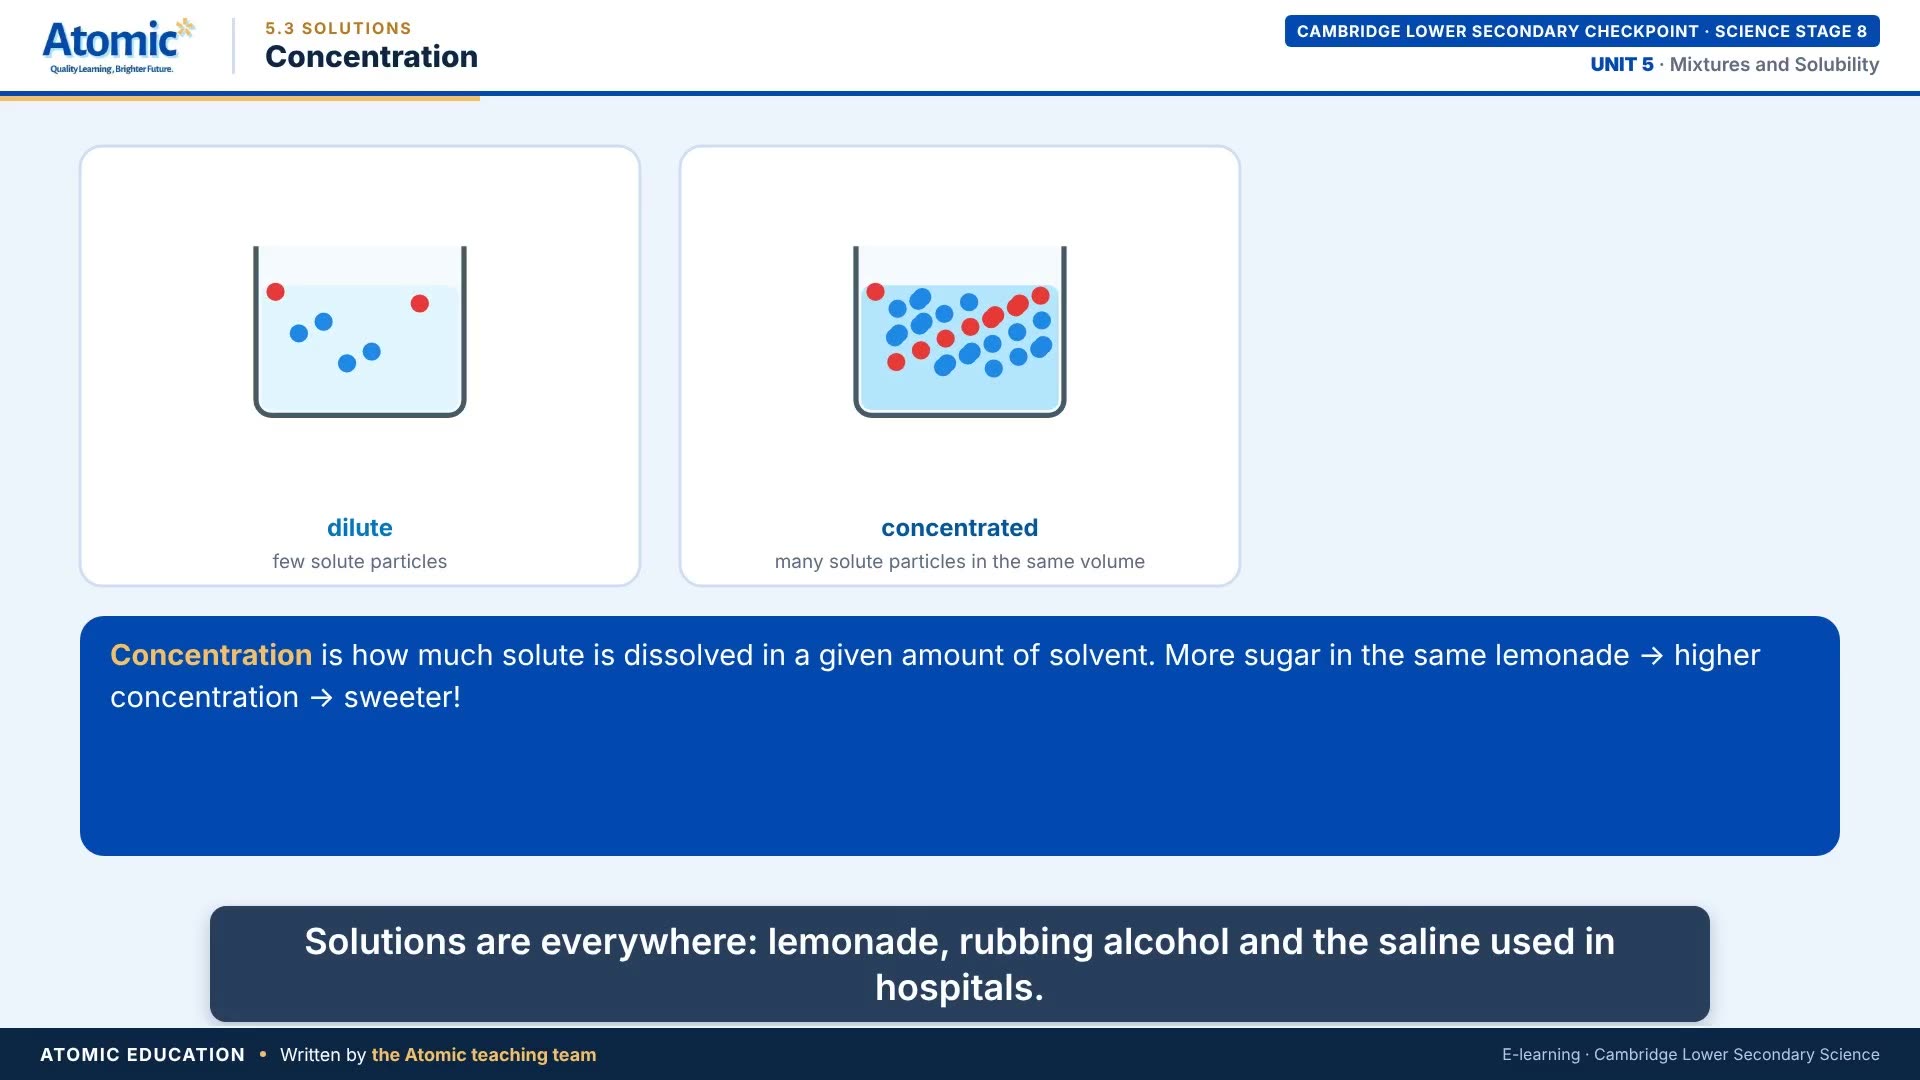 Atomic
Quality Learning, Brighter Future.
5.3 SOLUTIONS
Concentration
CAMBRIDGE LOWER SECONDARY CHECKPOINT · SCIENCE STAGE 8
UNIT 5 · Mixtures and Solubility
dilute
few solute particles
concentrated
many solute particles in the same volume
Concentration is how much solute is dissolved in a given amount of solvent. More sugar in the same lemonade → higher
concentration → sweeter!
Solutions are everywhere: lemonade, rubbing alcohol and the saline used in
hospitals.
ATOMIC EDUCATION • Written by the Atomic teaching team
E-learning · Cambridge Lower Secondary Science